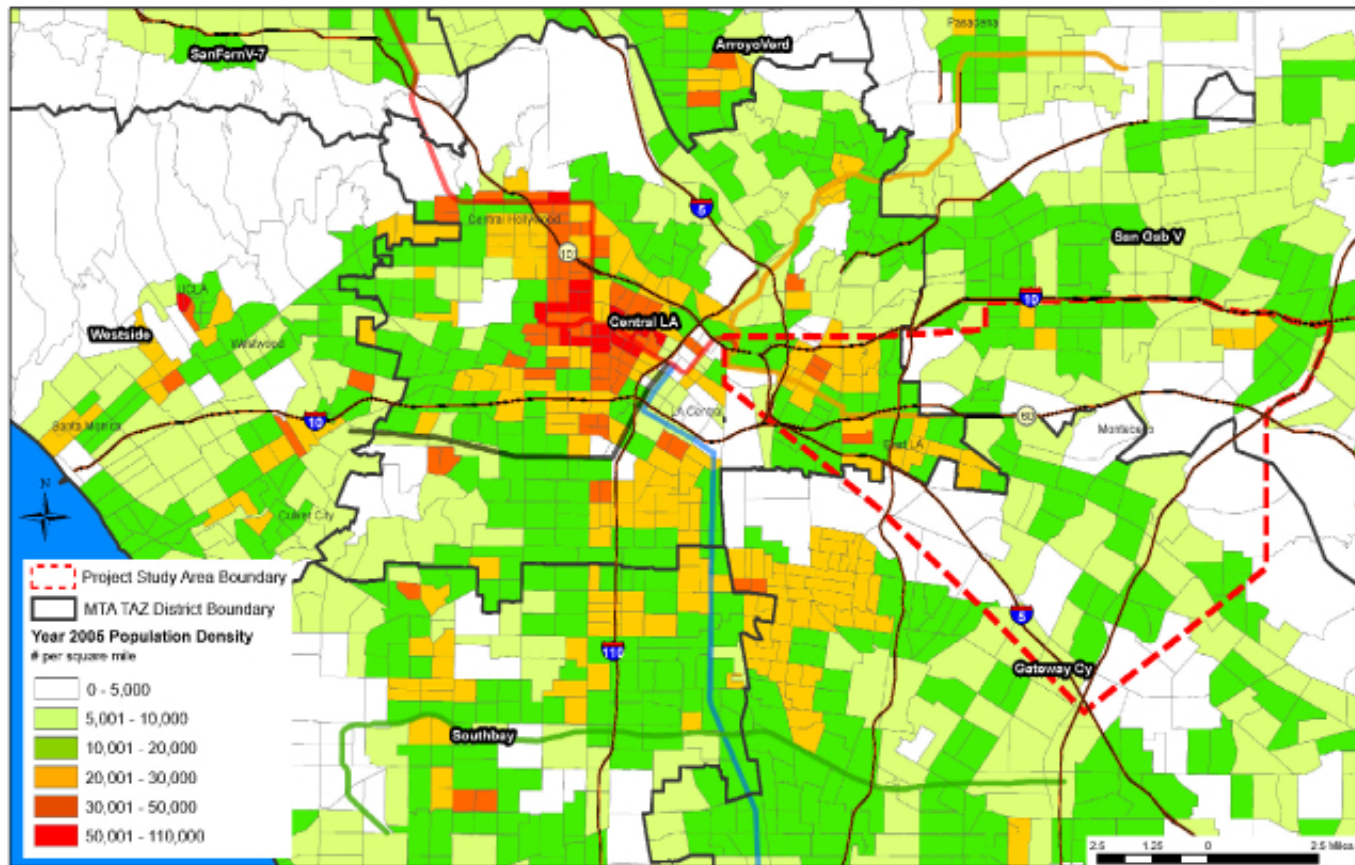 SanFernV-7
ArroyoVerd
Pasadena
5
Central Hollywood
101
San Gab V
10
UCLA
Westside
Westwood
Central LA
10
Santa Monica
LA Central
60
Montebello
East LA
N
Culver City
5
110
Gateway Cy
Southbay
Project Study Area Boundary
MTA TAZ District Boundary
Year 2005 Population Density
# per square mile
0 - 5,000
5,001 - 10,000
10,001 - 20,000
20,001 - 30,000
30,001 - 50,000
50,001 - 110,000
2.5 1.25 0 2.5 Miles